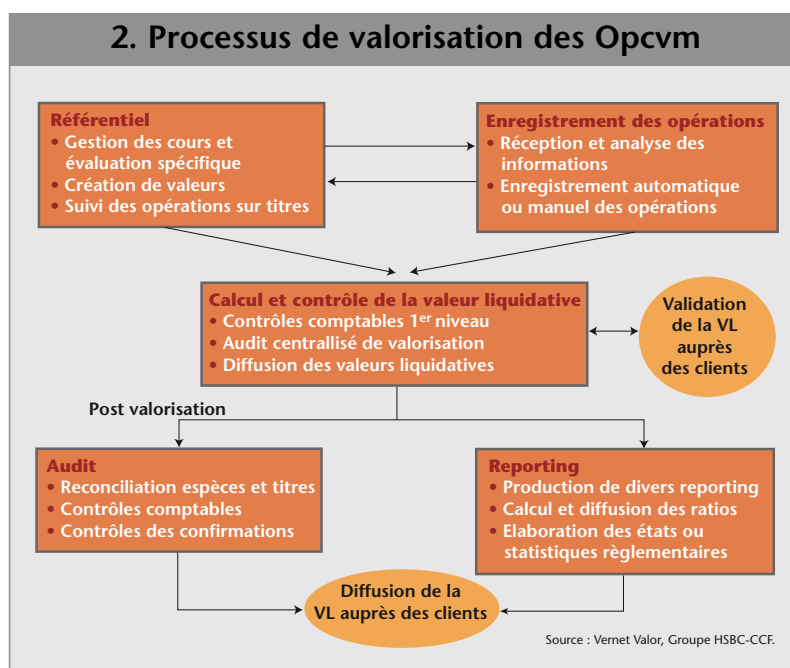 2. Processus de valorisation des Opcvm
Référentiel
• Gestion des cours et
évaluation spécifique
• Création de valeurs
• Suivi des opérations sur titres
Enregistrement des opérations
• Réception et analyse des
informations
• Enregistrement automatique
ou manuel des opérations
Calcul et contrôle de la valeur liquidative
• Contrôles comptables 1er niveau
• Audit centrallisé de valorisation
• Diffusion des valeurs liquidatives
Validation
de la VL
auprès
des clients
Post valorisation
Audit
• Reconciliation espèces et titres
• Contrôles comptables
• Contrôles des confirmations
Reporting
• Production de divers reporting
• Calcul et diffusion des ratios
• Elaboration des états ou
statistiques règlementaires
Diffusion de la
VL auprès des clients
Source : Vernet Valor, Groupe HSBC-CCF.